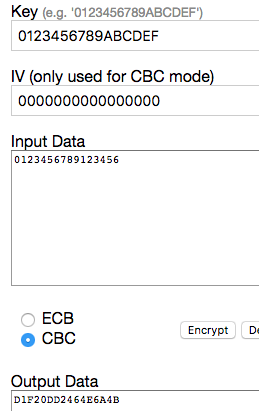 Key (e.g. '0123456789ABCDEF')
0123456789ABCDEF
IV (only used for CBC mode)
0000000000000000
Input Data
0123456789123456
ECB
CBC
Encrypt De
Output Data
D1F20DD2464E6A4B